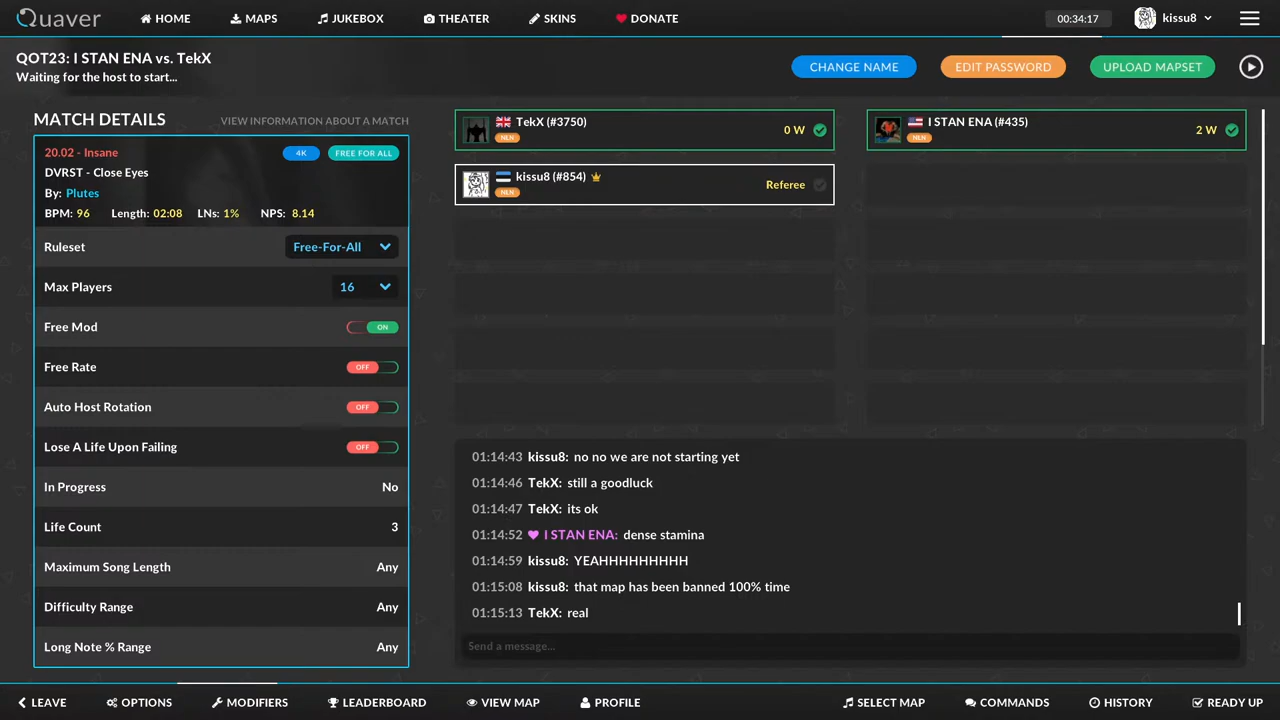 Quaver
HOME
MAPS
JUKEBOX
THEATER
SKINS
DONATE
00:34:17
kissu8
QOT23: I STAN ENA vs. TekX
Waiting for the host to start...
CHANGE NAME
EDIT PASSWORD
UPLOAD MAPSET
MATCH DETAILS
VIEW INFORMATION ABOUT A MATCH
20.02 - Insane
4K
FREE FOR ALL
DVRST - Close Eyes
By: Plutes
BPM: 96 Length: 02:08 LNs: 1% NPS: 8.14
Ruleset Free-For-All
Max Players 16
Free Mod ON
Free Rate OFF
Auto Host Rotation OFF
Lose A Life Upon Failing OFF
In Progress No
Life Count 3
Maximum Song Length Any
Difficulty Range Any
Long Note % Range Any
TekX (#3750)
NLN
0 W
I STAN ENA (#435)
NLN
2 W
kissu8 (#854)
NLN
Referee
01:14:43 kissu8: no no we are not starting yet
01:14:46 TekX: still a goodluck
01:14:47 TekX: its ok
01:14:52 I STAN ENA: dense stamina
01:14:59 kissu8: YEAHHHHHHHHH
01:15:08 kissu8: that map has been banned 100% time
01:15:13 TekX: real
Send a message...
LEAVE
OPTIONS
MODIFIERS
LEADERBOARD
VIEW MAP
PROFILE
SELECT MAP
COMMANDS
HISTORY
READY UP